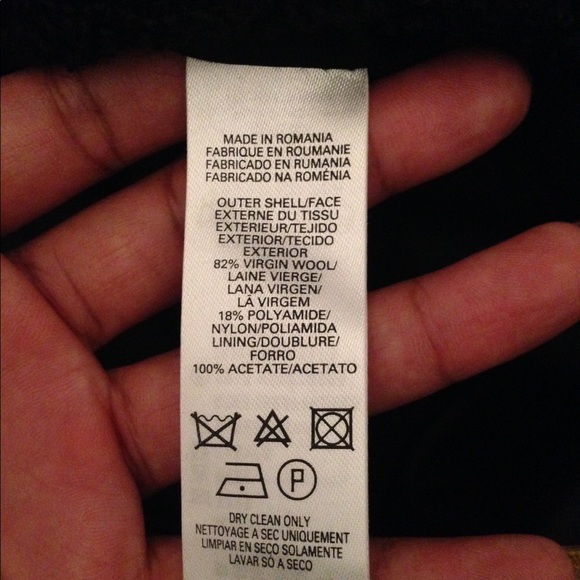 MADE IN ROMANIA
FABRIQUE EN ROUMANIE
FABRICADO EN RUMANIA
FABRICADO NA ROMÉNIA
OUTER SHELL/FACE
EXTERNE DU TISSU
EXTERIEUR/TEJIDO
EXTERIOR/TECIDO
EXTERIOR
82% VIRGIN WOOL/
LAINE VIERGE/
LANA VIRGEN/
LÃ VIRGEM
18% POLYAMIDE/
NYLON/POLIAMIDA
LINING/DOUBLURE/
FORRO
100% ACETATE/ACETATO
P
DRY CLEAN ONLY
NETTOYAGE A SEC UNIQUEMENT
LIMPIAR EN SECO SOLAMENTE
LAVAR SÓ A SECO